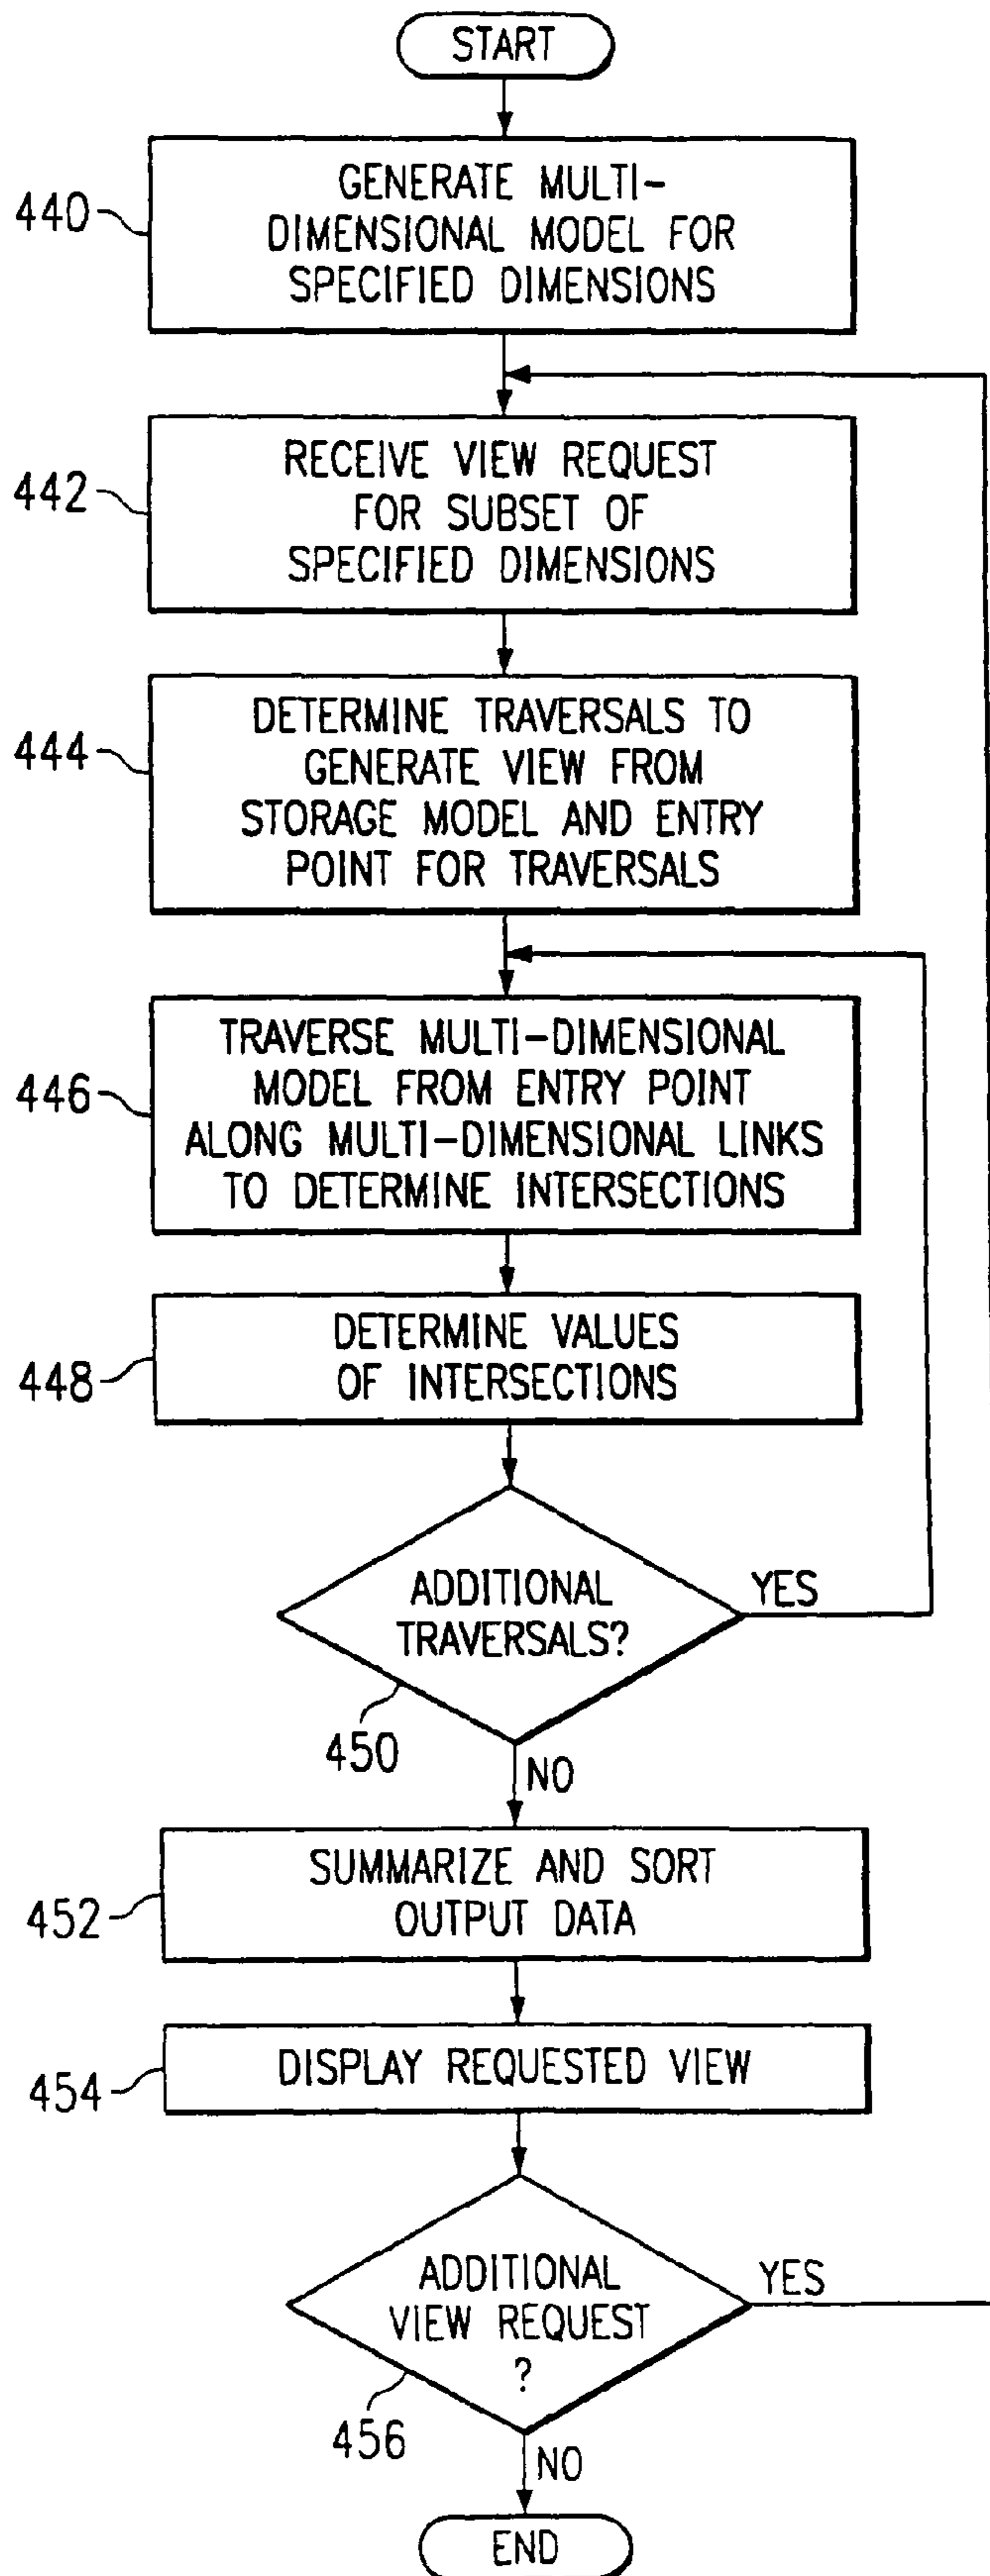 START
440
GENERATE MULTI-
DIMENSIONAL MODEL FOR
SPECIFIED DIMENSIONS
442
RECEIVE VIEW REQUEST
FOR SUBSET OF
SPECIFIED DIMENSIONS
444
DETERMINE TRAVERSALS TO
GENERATE VIEW FROM
STORAGE MODEL AND ENTRY
POINT FOR TRAVERSALS
446
TRAVERSE MULTI-DIMENSIONAL
MODEL FROM ENTRY POINT
ALONG MULTI-DIMENSIONAL LINKS
TO DETERMINE INTERSECTIONS
448
DETERMINE VALUES
OF INTERSECTIONS
ADDITIONAL
TRAVERSALS?
YES
450
NO
452
SUMMARIZE AND SORT
OUTPUT DATA
454
DISPLAY REQUESTED VIEW
ADDITIONAL
VIEW REQUEST
?
YES
456
NO
END